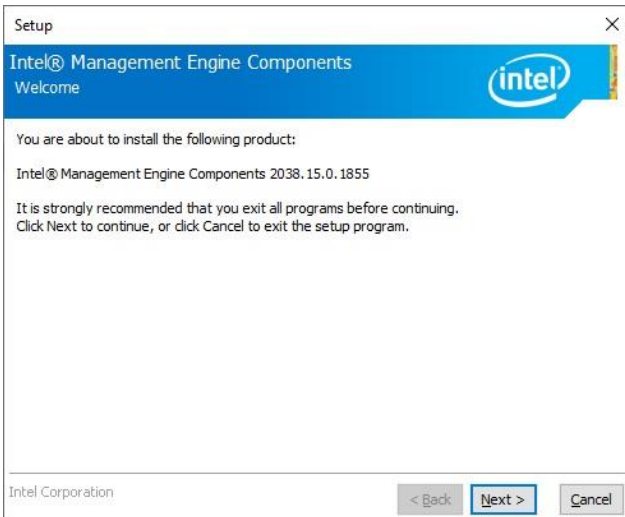 Setup
Intel® Management Engine Components
Welcome
intel
You are about to install the following product:
Intel® Management Engine Components 2038.15.0.1855
It is strongly recommended that you exit all programs before continuing.
Click Next to continue, or click Cancel to exit the setup program.
Intel Corporation
< Back Next > Cancel